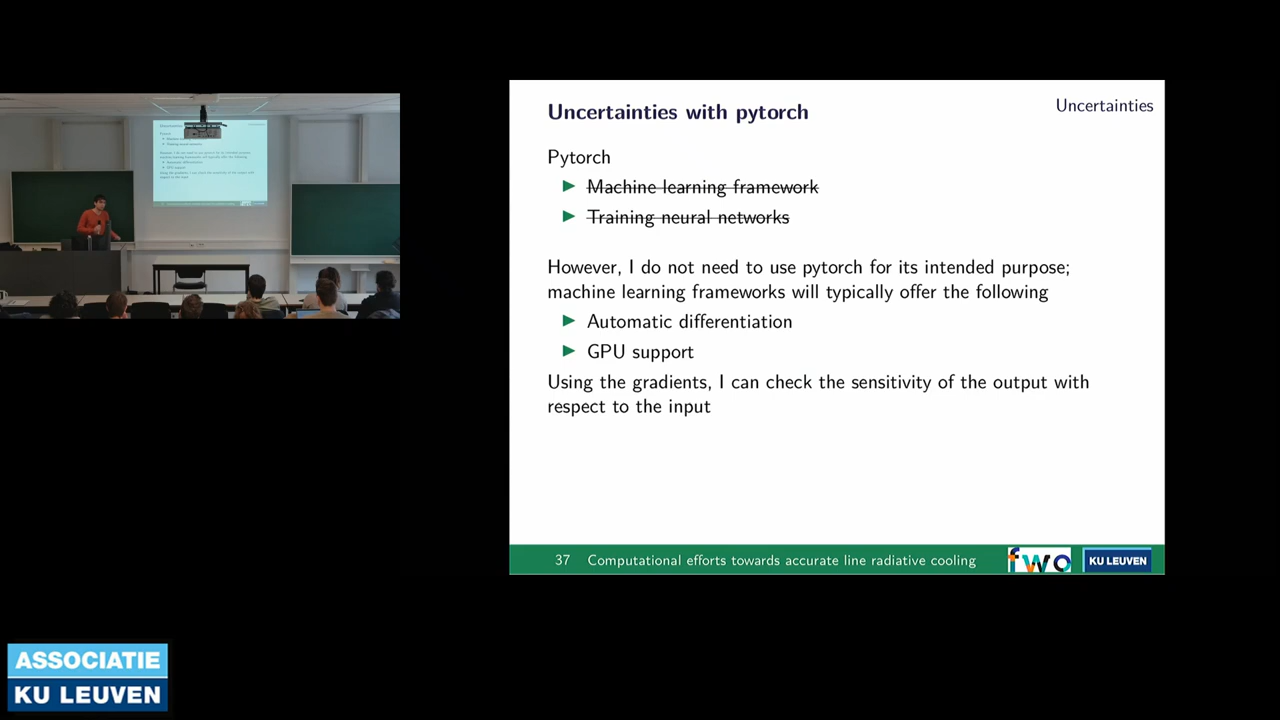 Uncertainties with pytorch
Uncertainties
Pytorch
Machine learning framework
Training neural networks
However, I do not need to use pytorch for its intended purpose;
machine learning frameworks will typically offer the following
Automatic differentiation
GPU support
Using the gradients, I can check the sensitivity of the output with
respect to the input
37 Computational efforts towards accurate line radiative cooling
fwo
KU LEUVEN
ASSOCIATIE
KU LEUVEN